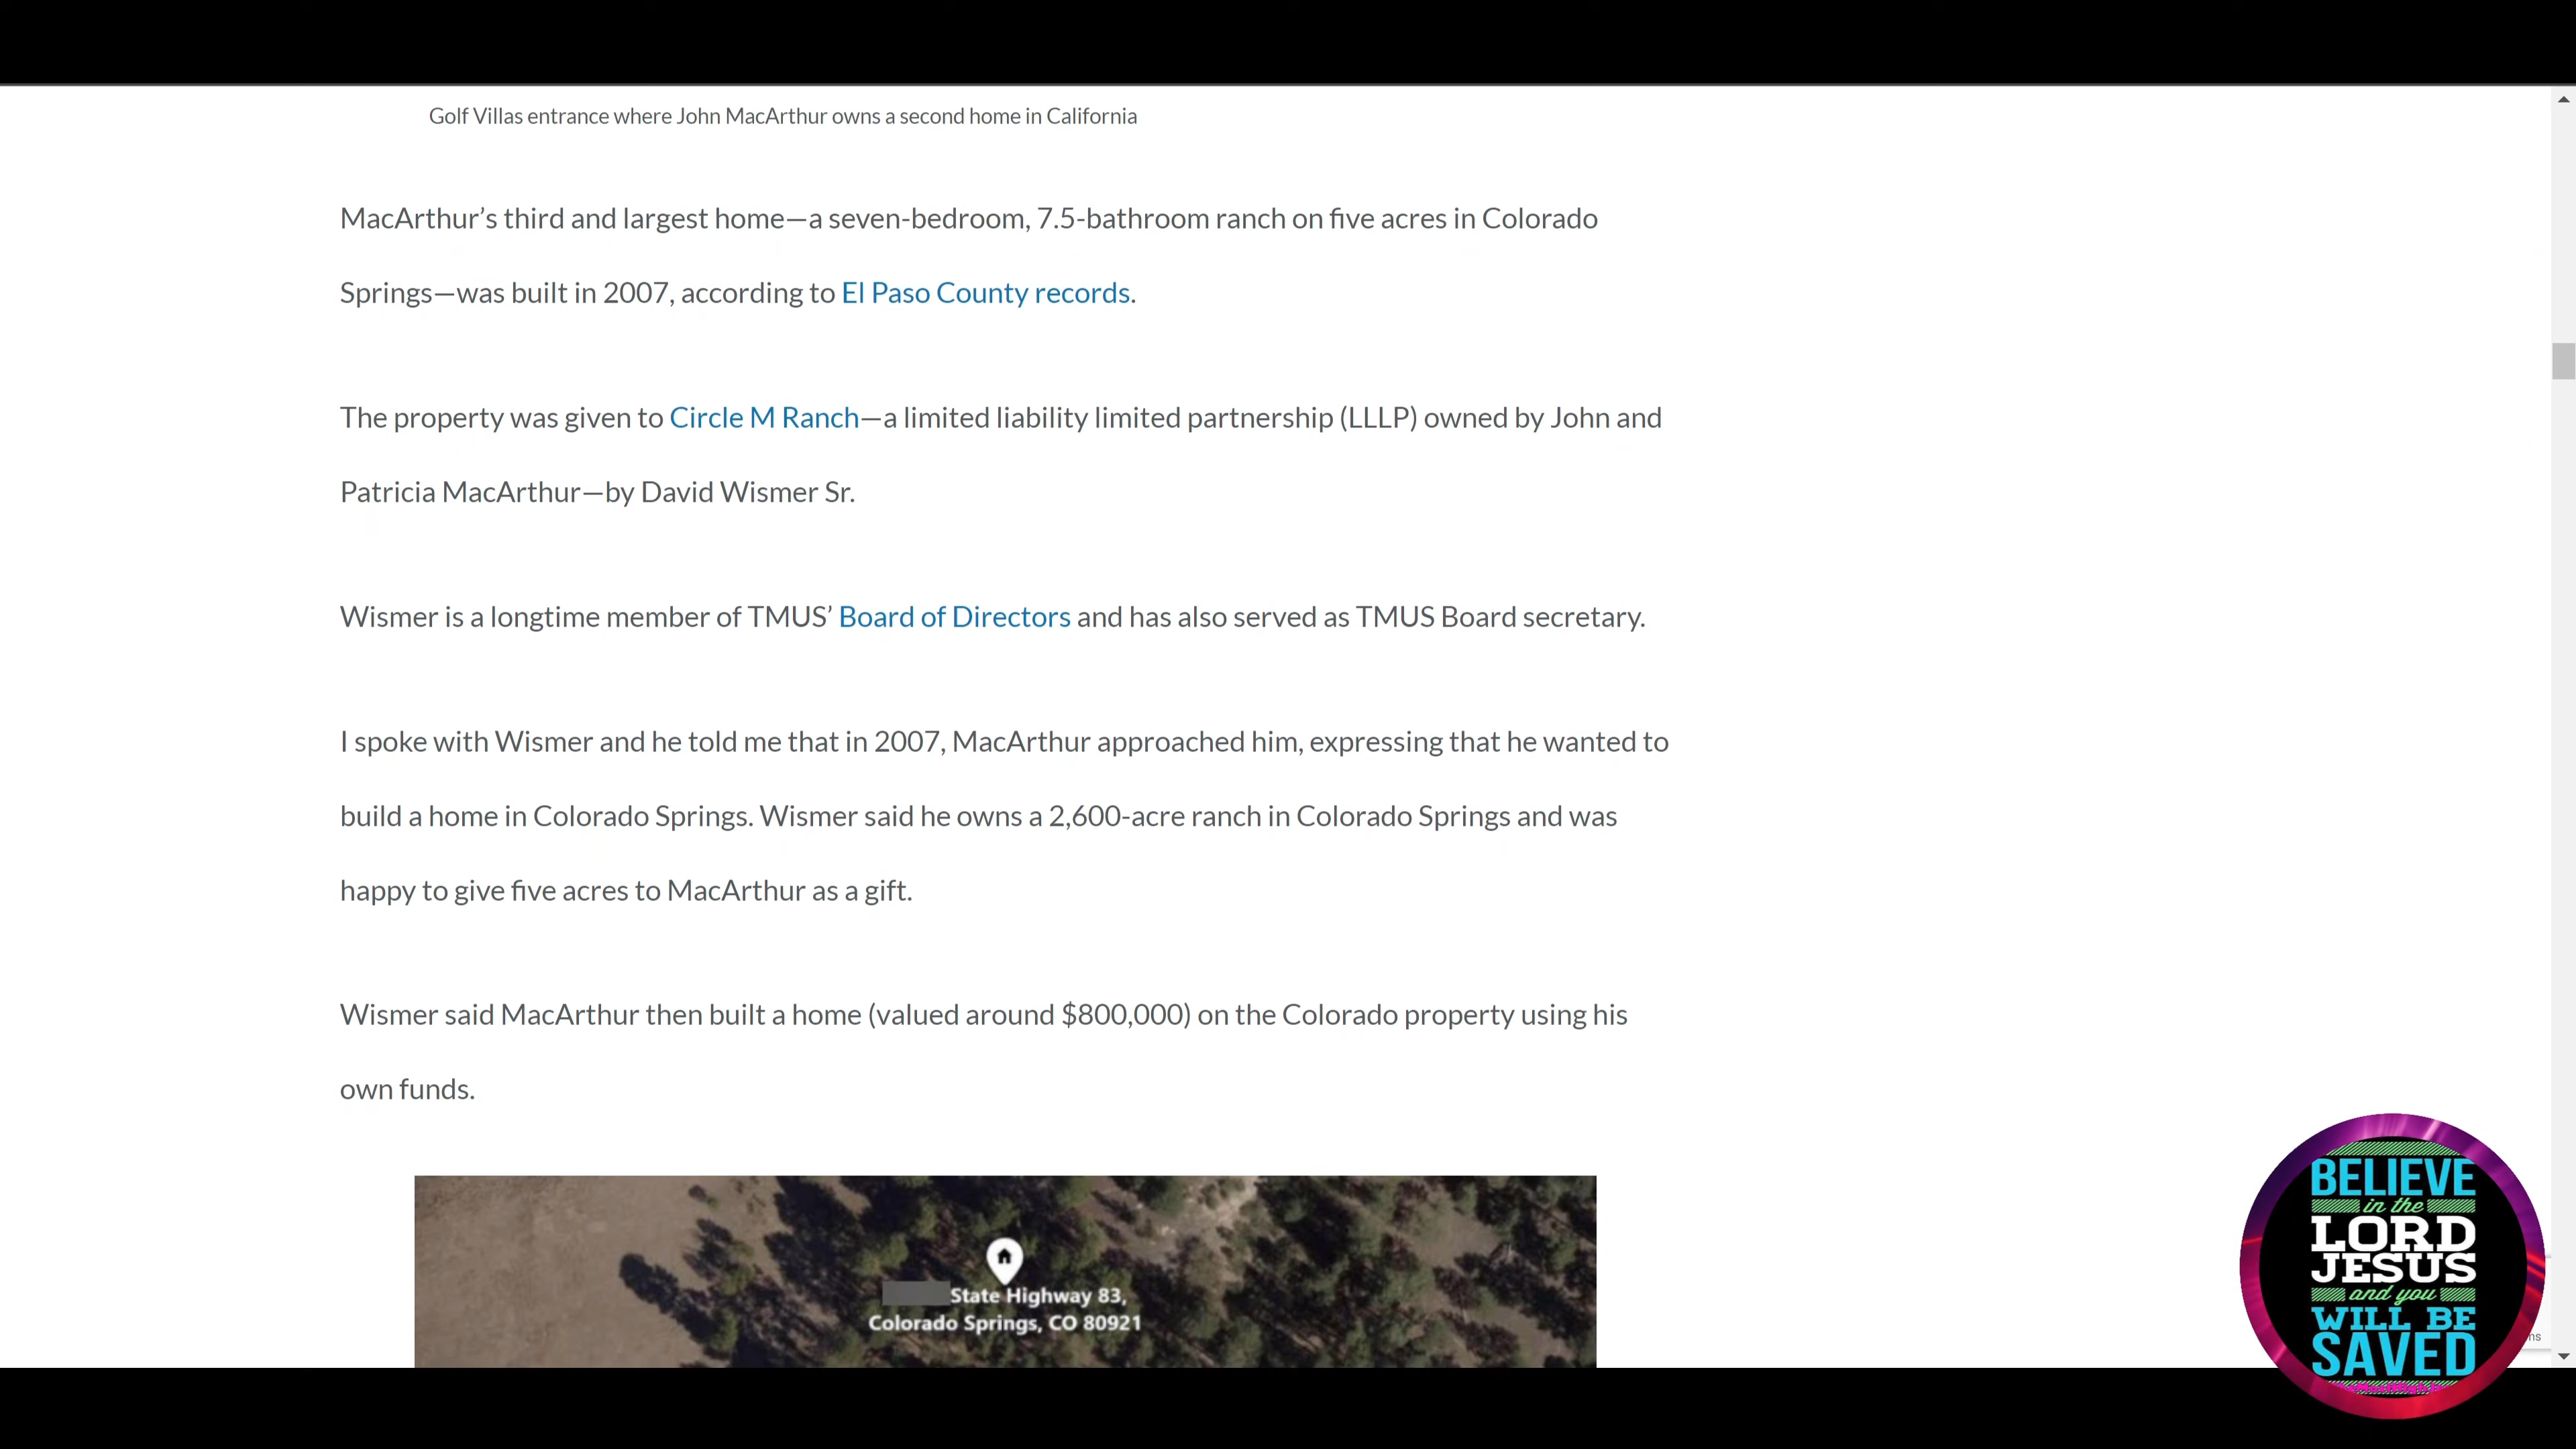 Golf Villas entrance where John MacArthur owns a second home in California
MacArthur’s third and largest home—a seven-bedroom, 7.5-bathroom ranch on five acres in Colorado
Springs—was built in 2007, according to El Paso County records.
The property was given to Circle M Ranch—a limited liability limited partnership (LLLP) owned by John and
Patricia MacArthur—by David Wismer Sr.
Wismer is a longtime member of TMUS’ Board of Directors and has also served as TMUS Board secretary.
I spoke with Wismer and he told me that in 2007, MacArthur approached him, expressing that he wanted to
build a home in Colorado Springs. Wismer said he owns a 2,600-acre ranch in Colorado Springs and was
happy to give five acres to MacArthur as a gift.
Wismer said MacArthur then built a home (valued around $800,000) on the Colorado property using his
own funds.
State Highway 83,
Colorado Springs, CO 80921
BELIEVE
in the
LORD
JESUS
and you
WILL BE
SAVED